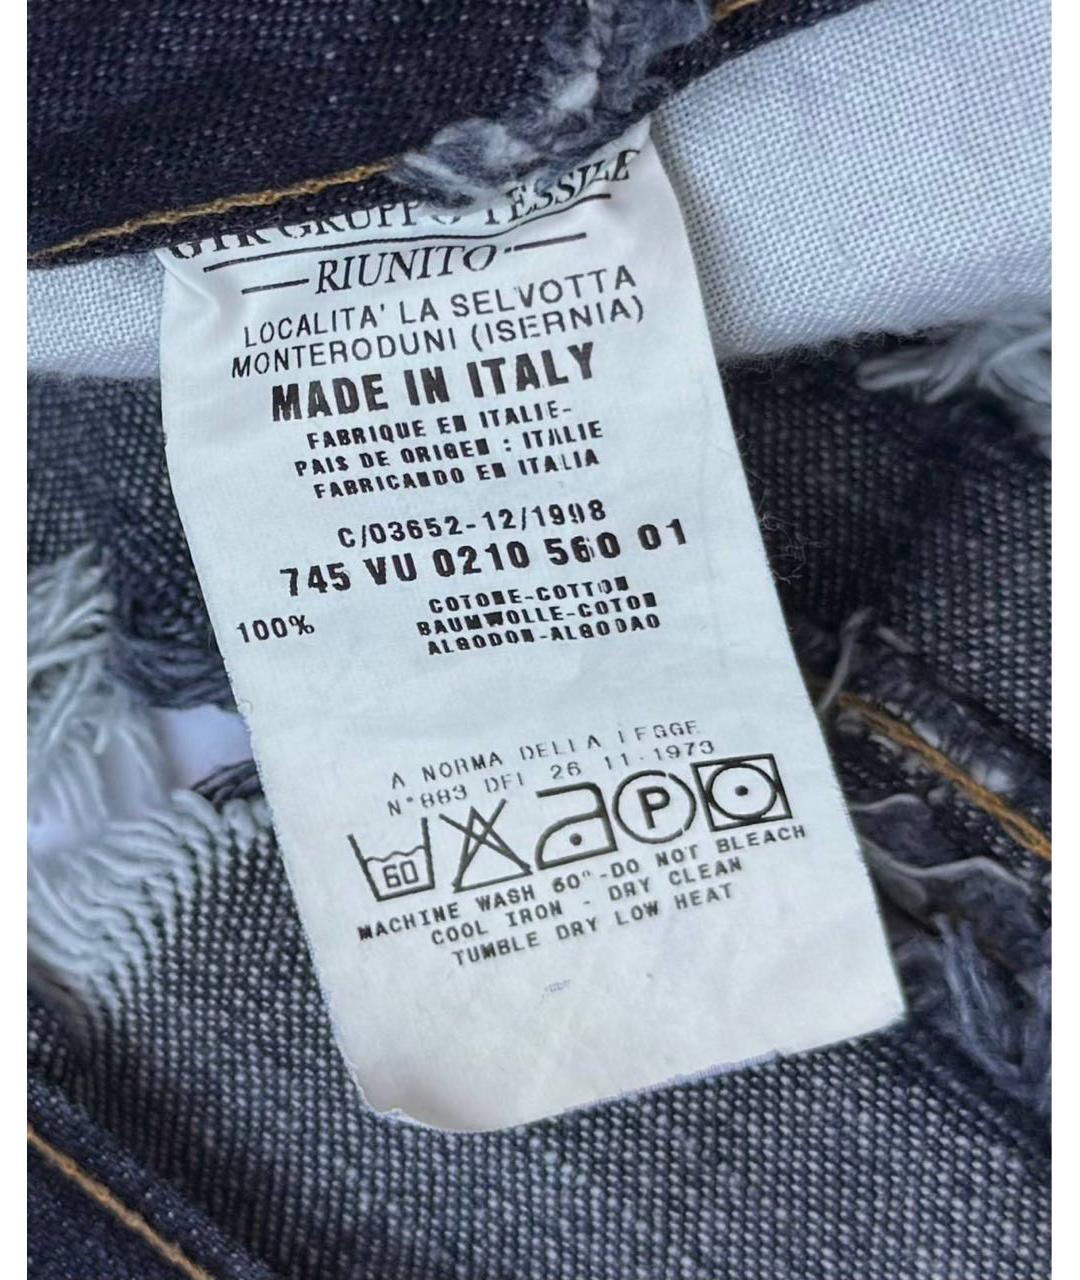 GTR GRUPPO TESSILE
RIUNITO
LOCALITA' LA SELVOTTA
MONTERODUNI (ISERNIA)
MADE IN ITALY
FABRIQUE EN ITALIE-
PAIS DE ORIGEN : ITALIE
FABRICANDO EN ITALIA
C/03652-12/1998
745 VU 0210 560 01
COTONE-COTTON
100% BAUMWOLLE-COTON
ALGODON-ALGODAO
A NORMA DELLA LEGGE
N°883 DEL 26 11.1973
60 P
MACHINE WASH 60°-DO NOT BLEACH
COOL IRON - DRY CLEAN
TUMBLE DRY LOW HEAT